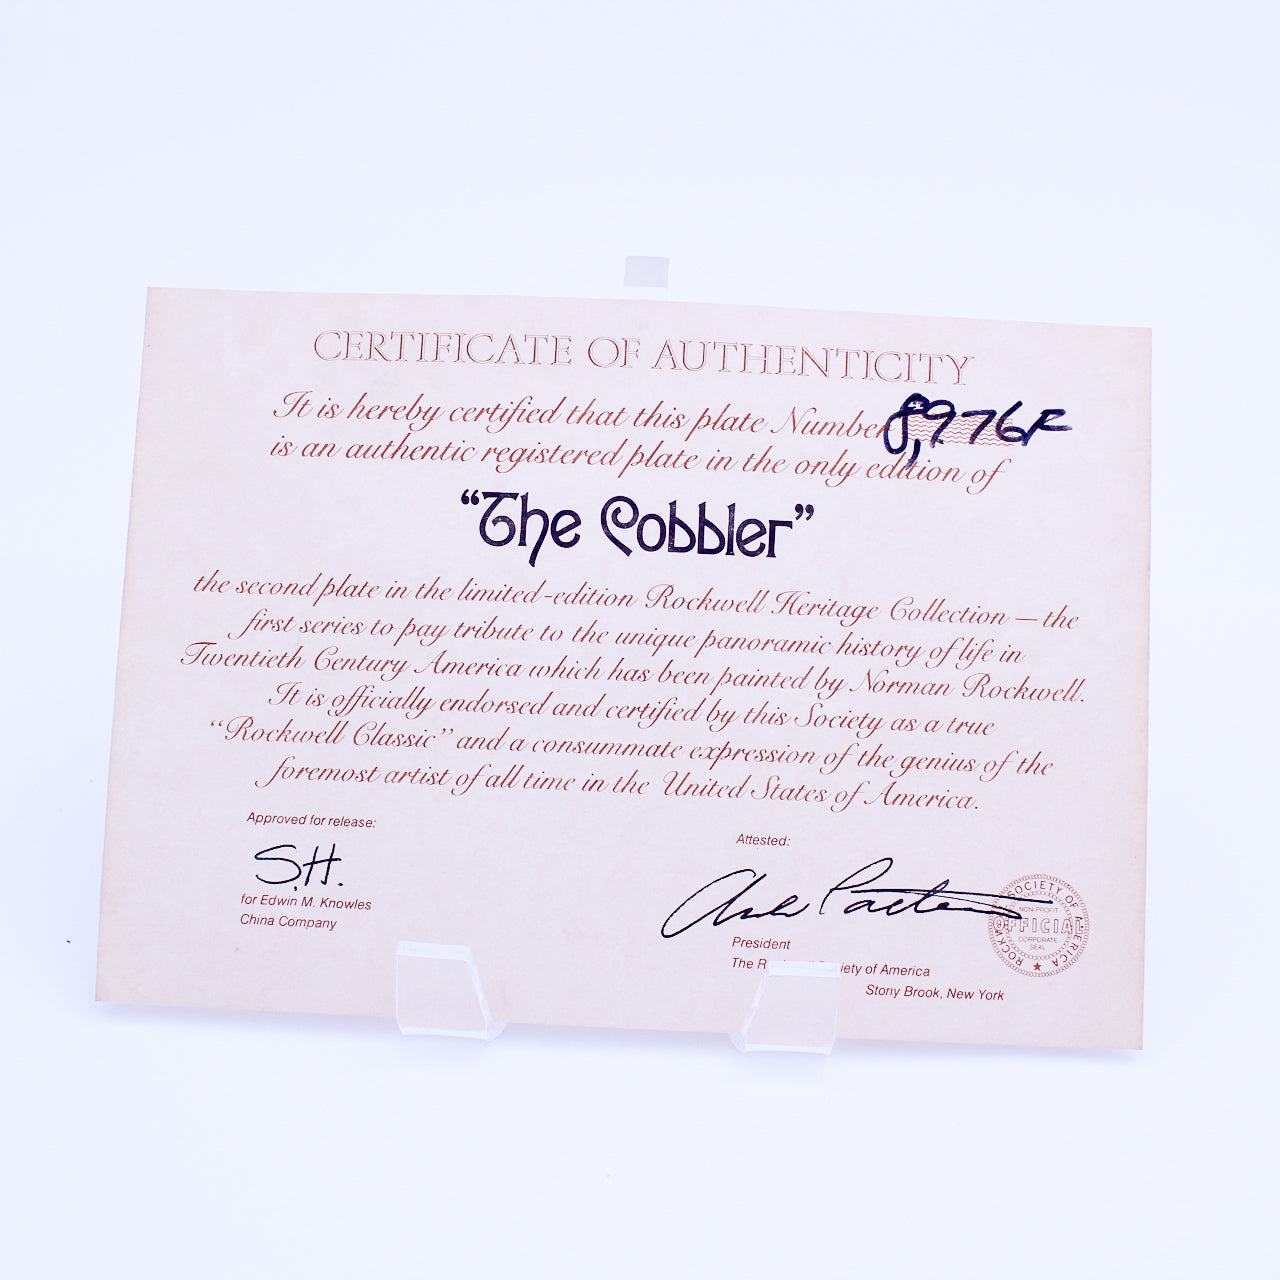 CERTIFICATE OF AUTHENTICITY
It is hereby certified that this plate Number 8,976F
is an authentic registered plate in the only edition of
“The Cobbler”
the second plate in the limited-edition Rockwell Heritage Collection — the
first series to pay tribute to the unique panoramic history of life in
Twentieth Century America which has been painted by Norman Rockwell.
It is officially endorsed and certified by this Society as a true
“Rockwell Classic” and a consummate expression of the genius of the
foremost artist of all time in the United States of America.
Approved for release:
S.H.
for Edwin M. Knowles
China Company
Attested:
President
The R iety of America
Stony Brook, New York
SOCIETY OF AMERICA
NON-PROFIT
OFFICIAL
CORPORATE
SEAL